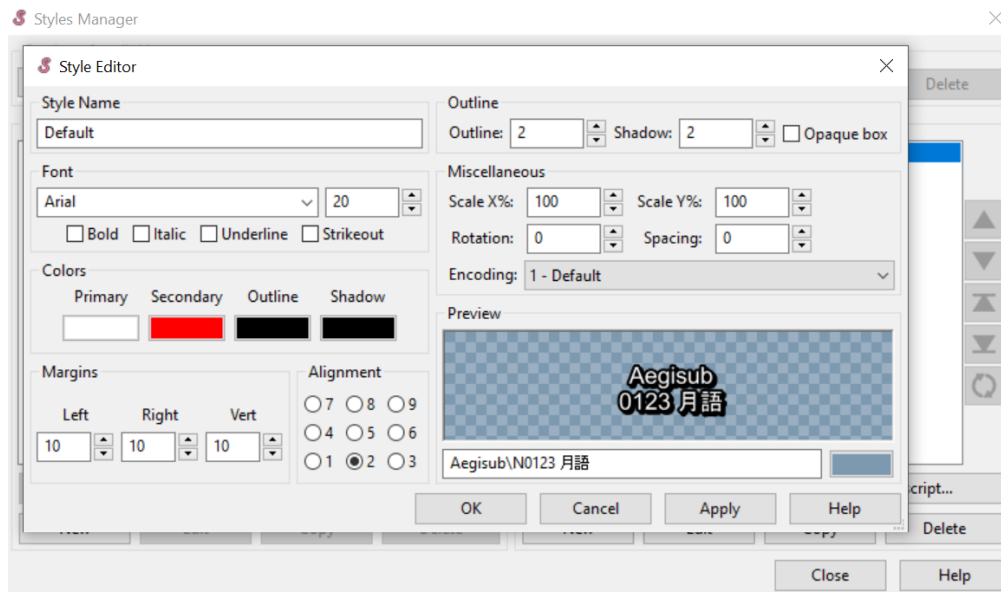 Styles Manager
Style Editor
Delete
Style Name
Default
Outline
Outline: 2 Shadow: 2 Opaque box
Font
Arial 20
Bold Italic Underline Strikeout
Miscellaneous
Scale X%: 100 Scale Y%: 100
Rotation: 0 Spacing: 0
Encoding: 1 - Default
Colors
Primary Secondary Outline Shadow
Preview
Aegisub
0123 月語
Margins
Left Right Vert
10 10 10
Alignment
7 8 9
4 5 6
1 2 3
Aegisub\N0123 月語
cript...
OK Cancel Apply Help
Delete
Close Help